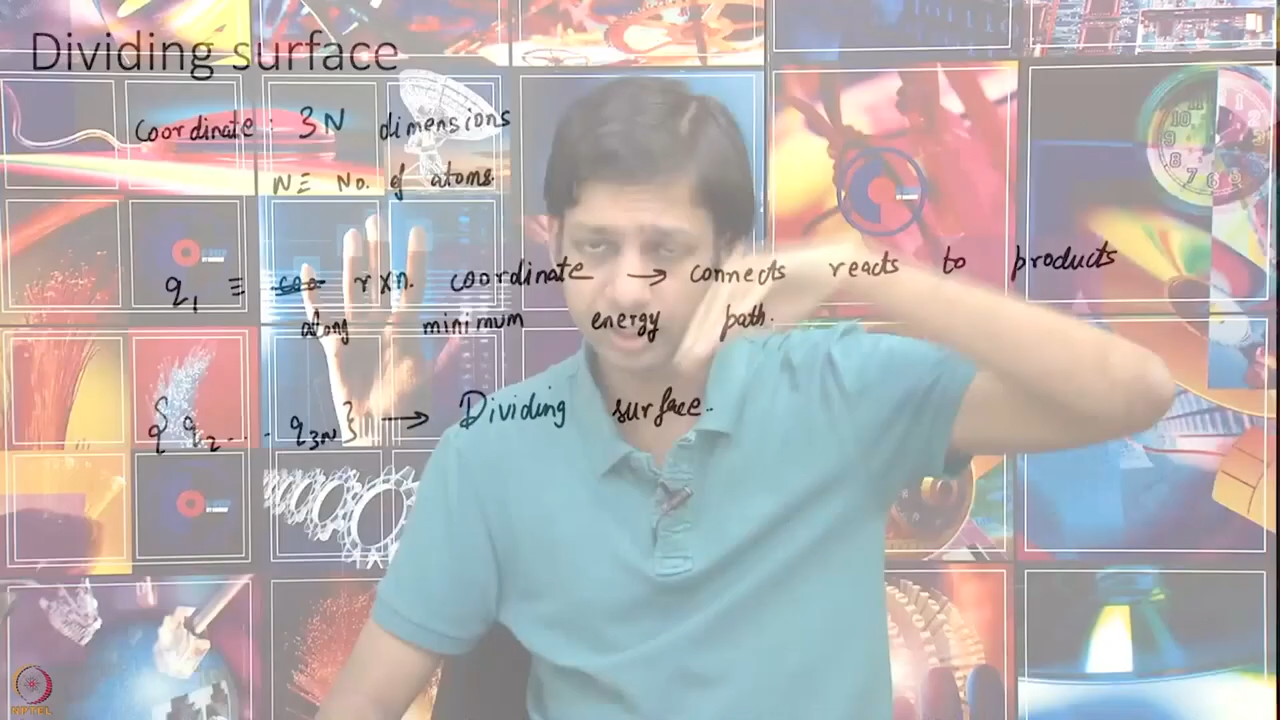 Dividing surface
coordinate : 3N dimensions
N ≡ No. of atoms.
q₁ ≡ rxn. coordinate → connects reacts to products
along minimum energy path.
{q₂ . . . q₃N} → Dividing surface.
NPTEL